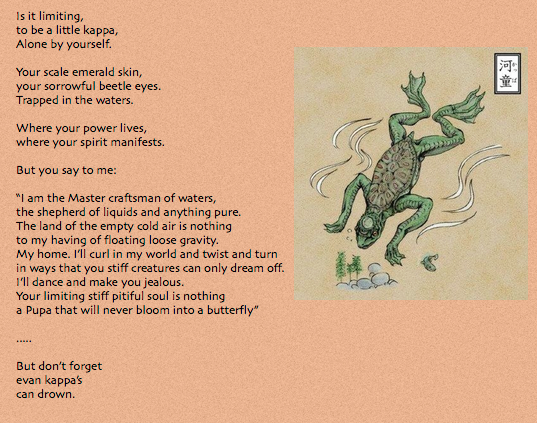 Is it limiting,
to be a little kappa,
Alone by yourself.
Your scale emerald skin,
your sorrowful beetle eyes.
Trapped in the waters.
Where your power lives,
where your spirit manifests.
But you say to me:
“I am the Master craftsman of waters,
the shepherd of liquids and anything pure.
The land of the empty cold air is nothing
to my having of floating loose gravity.
My home. I’ll curl in my world and twist and turn
in ways that you stiff creatures can only dream off.
I’ll dance and make you jealous.
Your limiting stiff pitiful soul is nothing
a Pupa that will never bloom into a butterfly”
.....
But don’t forget
evan kappa’s
can drown.
河童
かっぱ